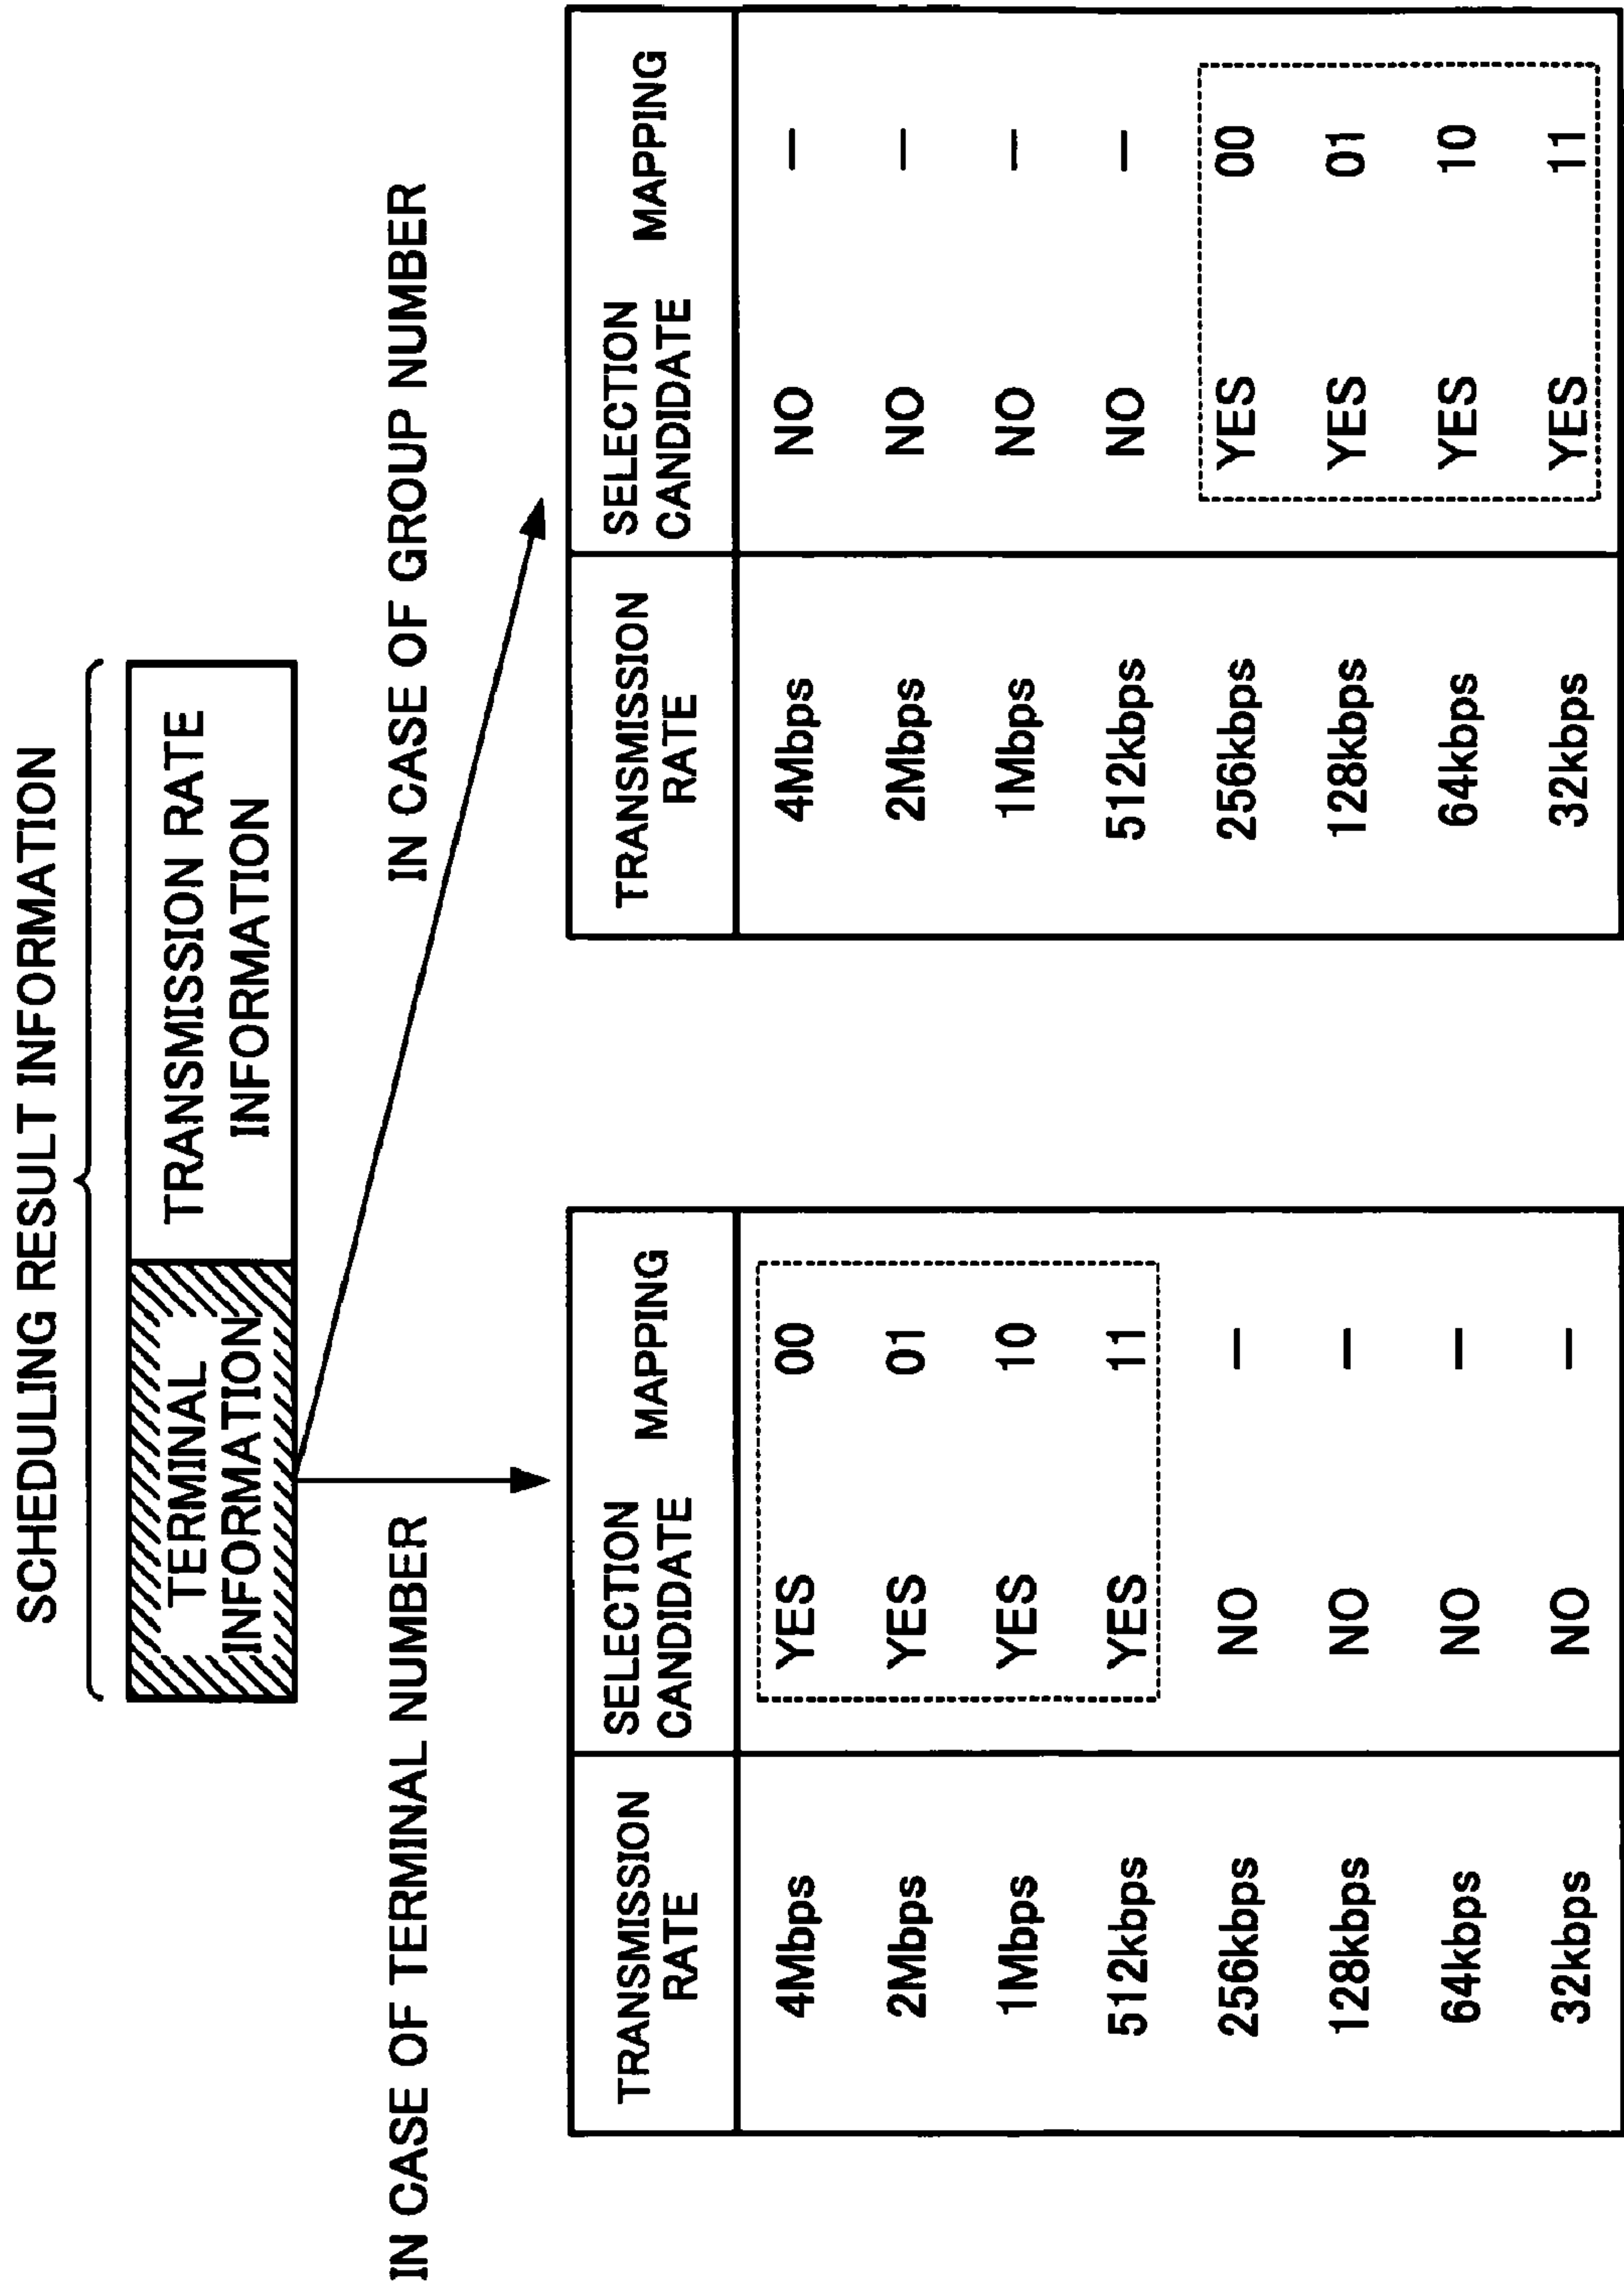 SCHEDULING RESULT INFORMATION
TERMINAL
INFORMATION
TRANSMISSION RATE
INFORMATION
IN CASE OF TERMINAL NUMBER
TRANSMISSION
RATE
SELECTION
CANDIDATE
MAPPING
4Mbps YES 00
2Mbps YES 01
1Mbps YES 10
512kbps YES 11
256kbps NO —
128kbps NO —
64kbps NO —
32kbps NO —
IN CASE OF GROUP NUMBER
TRANSMISSION
RATE
SELECTION
CANDIDATE
MAPPING
4Mbps NO —
2Mbps NO —
1Mbps NO —
512kbps NO —
256kbps YES 00
128kbps YES 01
64kbps YES 10
32kbps YES 11